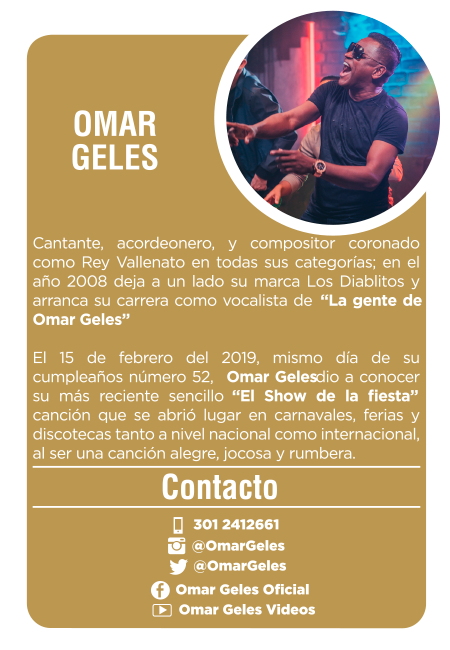 OMAR
GELES
Cantante, acordeonero, y compositor coronado
como Rey Vallenato en todas sus categorías; en el
año 2008 deja a un lado su marca Los Diablitos y
arranca su carrera como vocalista de “La gente de
Omar Geles”
El 15 de febrero del 2019, mismo día de su
cumpleaños número 52, Omar Gelesdio a conocer
su más reciente sencillo “El Show de la fiesta”
canción que se abrió lugar en carnavales, ferias y
discotecas tanto a nivel nacional como internacional,
al ser una canción alegre, jocosa y rumbera.
Contacto
301 2412661
@OmarGeles
@OmarGeles
Omar Geles Oficial
Omar Geles Videos